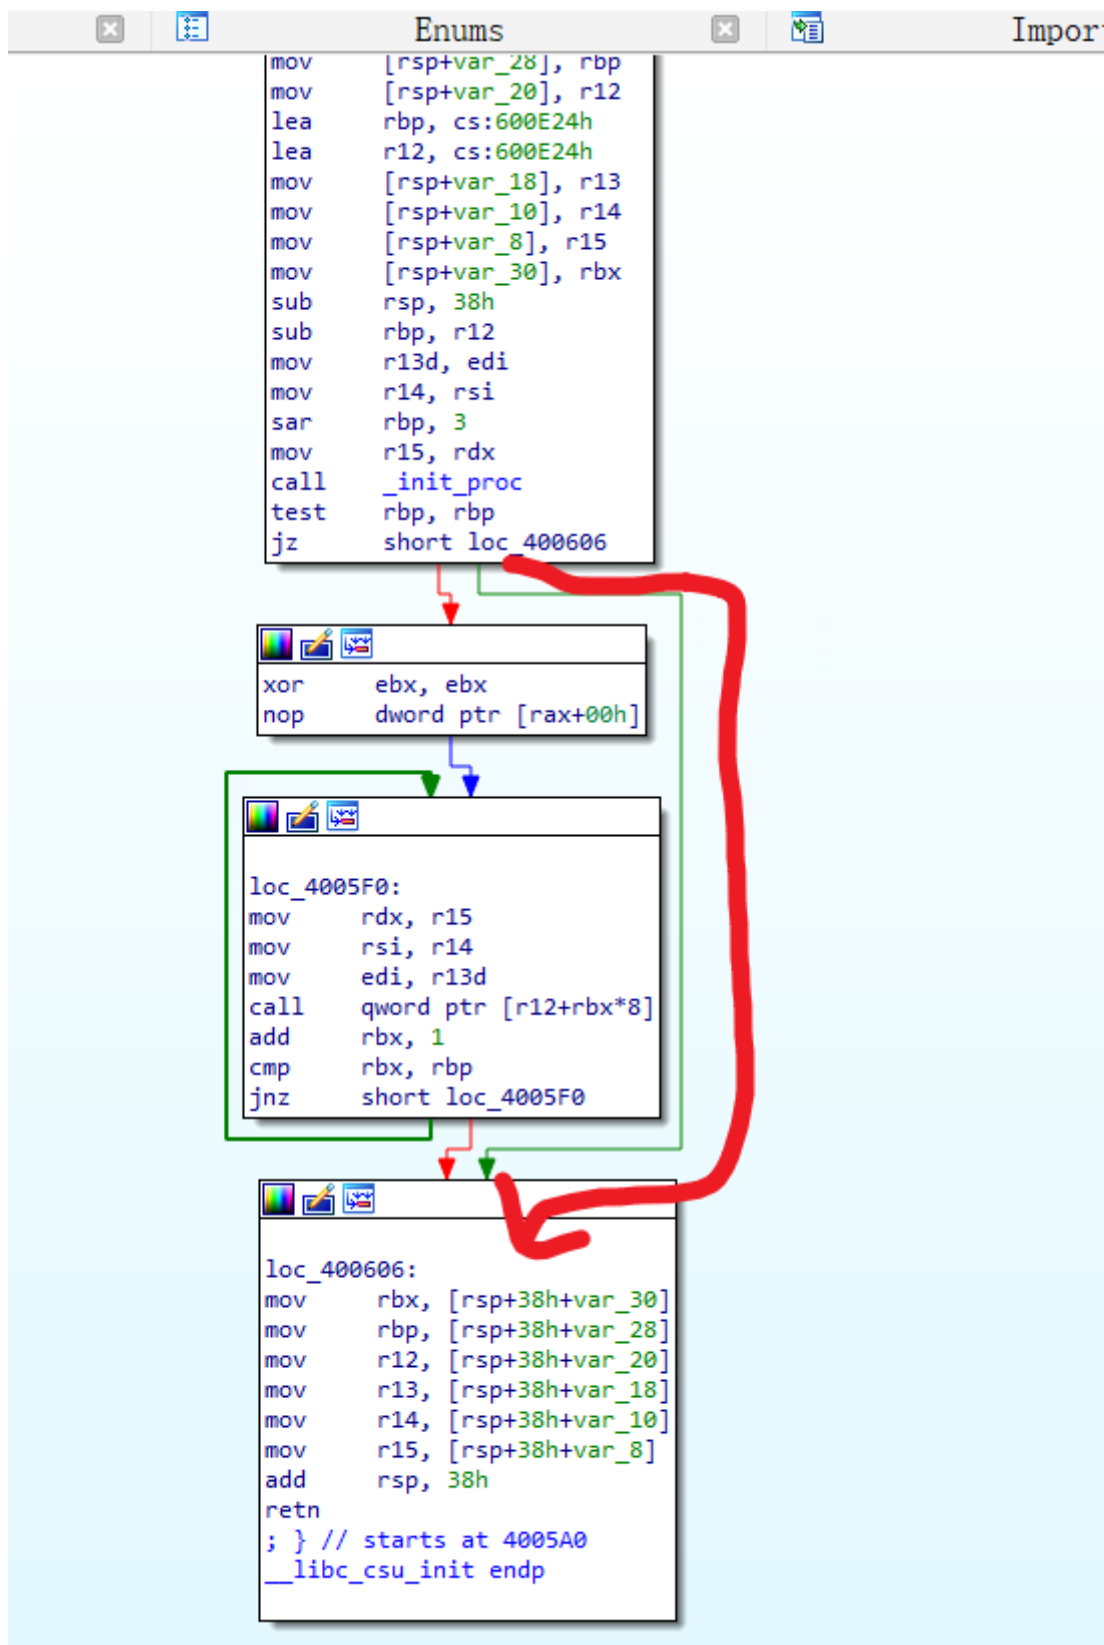 Enums
Impor
mov [rsp+var_28], rbp
mov [rsp+var_20], r12
lea rbp, cs:600E24h
lea r12, cs:600E24h
mov [rsp+var_18], r13
mov [rsp+var_10], r14
mov [rsp+var_8], r15
mov [rsp+var_30], rbx
sub rsp, 38h
sub rbp, r12
mov r13d, edi
mov r14, rsi
sar rbp, 3
mov r15, rdx
call _init_proc
test rbp, rbp
jz short loc_400606
xor ebx, ebx
nop dword ptr [rax+00h]
loc_4005F0:
mov rdx, r15
mov rsi, r14
mov edi, r13d
call qword ptr [r12+rbx*8]
add rbx, 1
cmp rbx, rbp
jnz short loc_4005F0
loc_400606:
mov rbx, [rsp+38h+var_30]
mov rbp, [rsp+38h+var_28]
mov r12, [rsp+38h+var_20]
mov r13, [rsp+38h+var_18]
mov r14, [rsp+38h+var_10]
mov r15, [rsp+38h+var_8]
add rsp, 38h
retn
; } // starts at 4005A0
__libc_csu_init endp